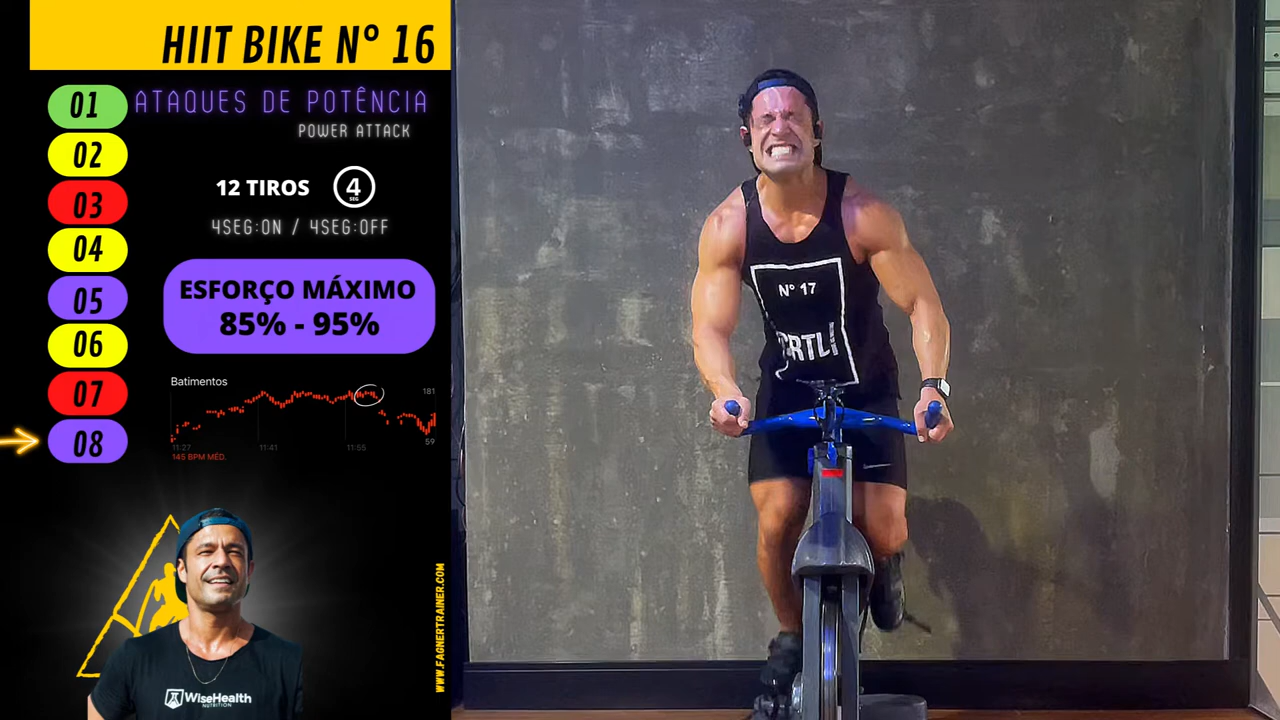 HIIT BIKE Nº 16
01
ATAQUES DE POTÊNCIA
POWER ATTACK
02
03
12 TIROS
4
SEG
4SEG:ON / 4SEG:OFF
04
05
ESFORÇO MÁXIMO
85% - 95%
06
07
08
Batimentos
181
59
11:27
11:41
11:55
145 BPM MÉD.
WWW.FAGNERTRAINER.COM
WiseHealth
NUTRITION
Nº 17